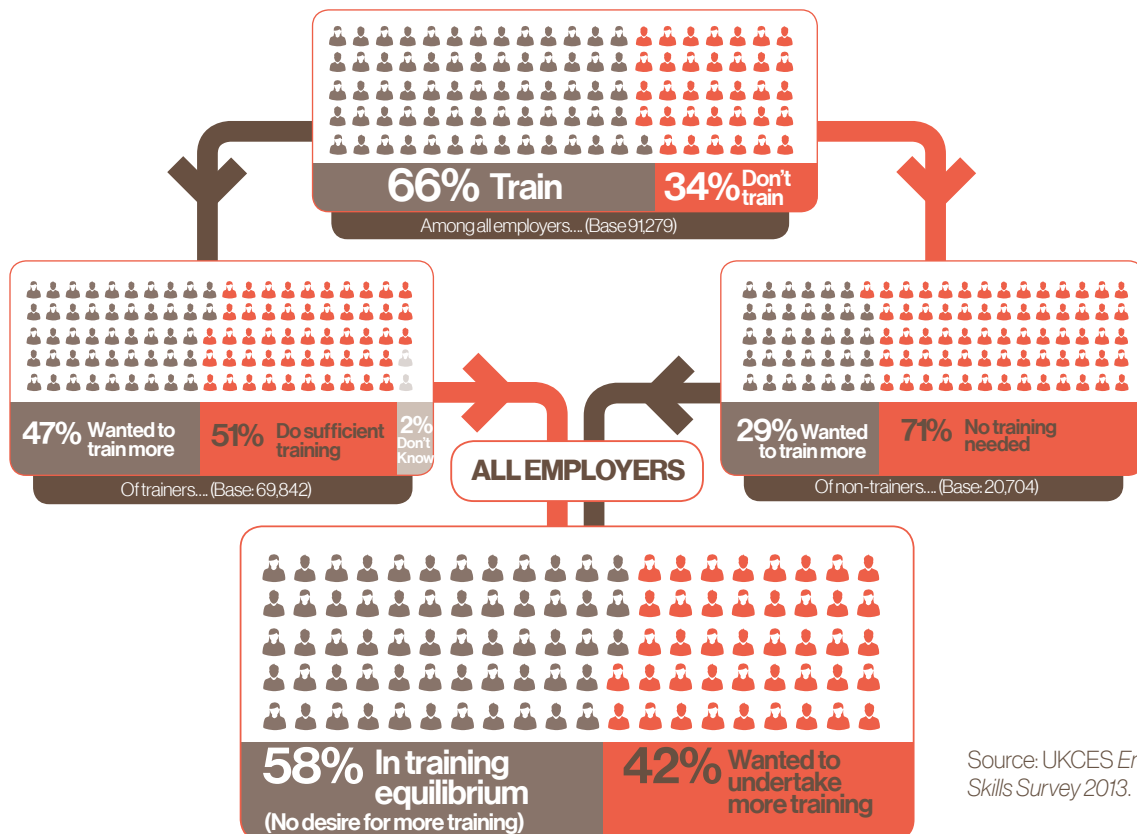 66% Train
34% Don't
train
Among all employers.... (Base 91,279)
47% Wanted to
train more
51% Do sufficient
training
2%
Don't
Know
Of trainers.... (Base: 69,842)
29% Wanted
to train more
71% No training
needed
Of non-trainers.... (Base: 20,704)
ALL EMPLOYERS
58% In training
equilibrium
(No desire for more training)
42% Wanted to
undertake
more training
Source: UKCES
Skills Survey 2013.